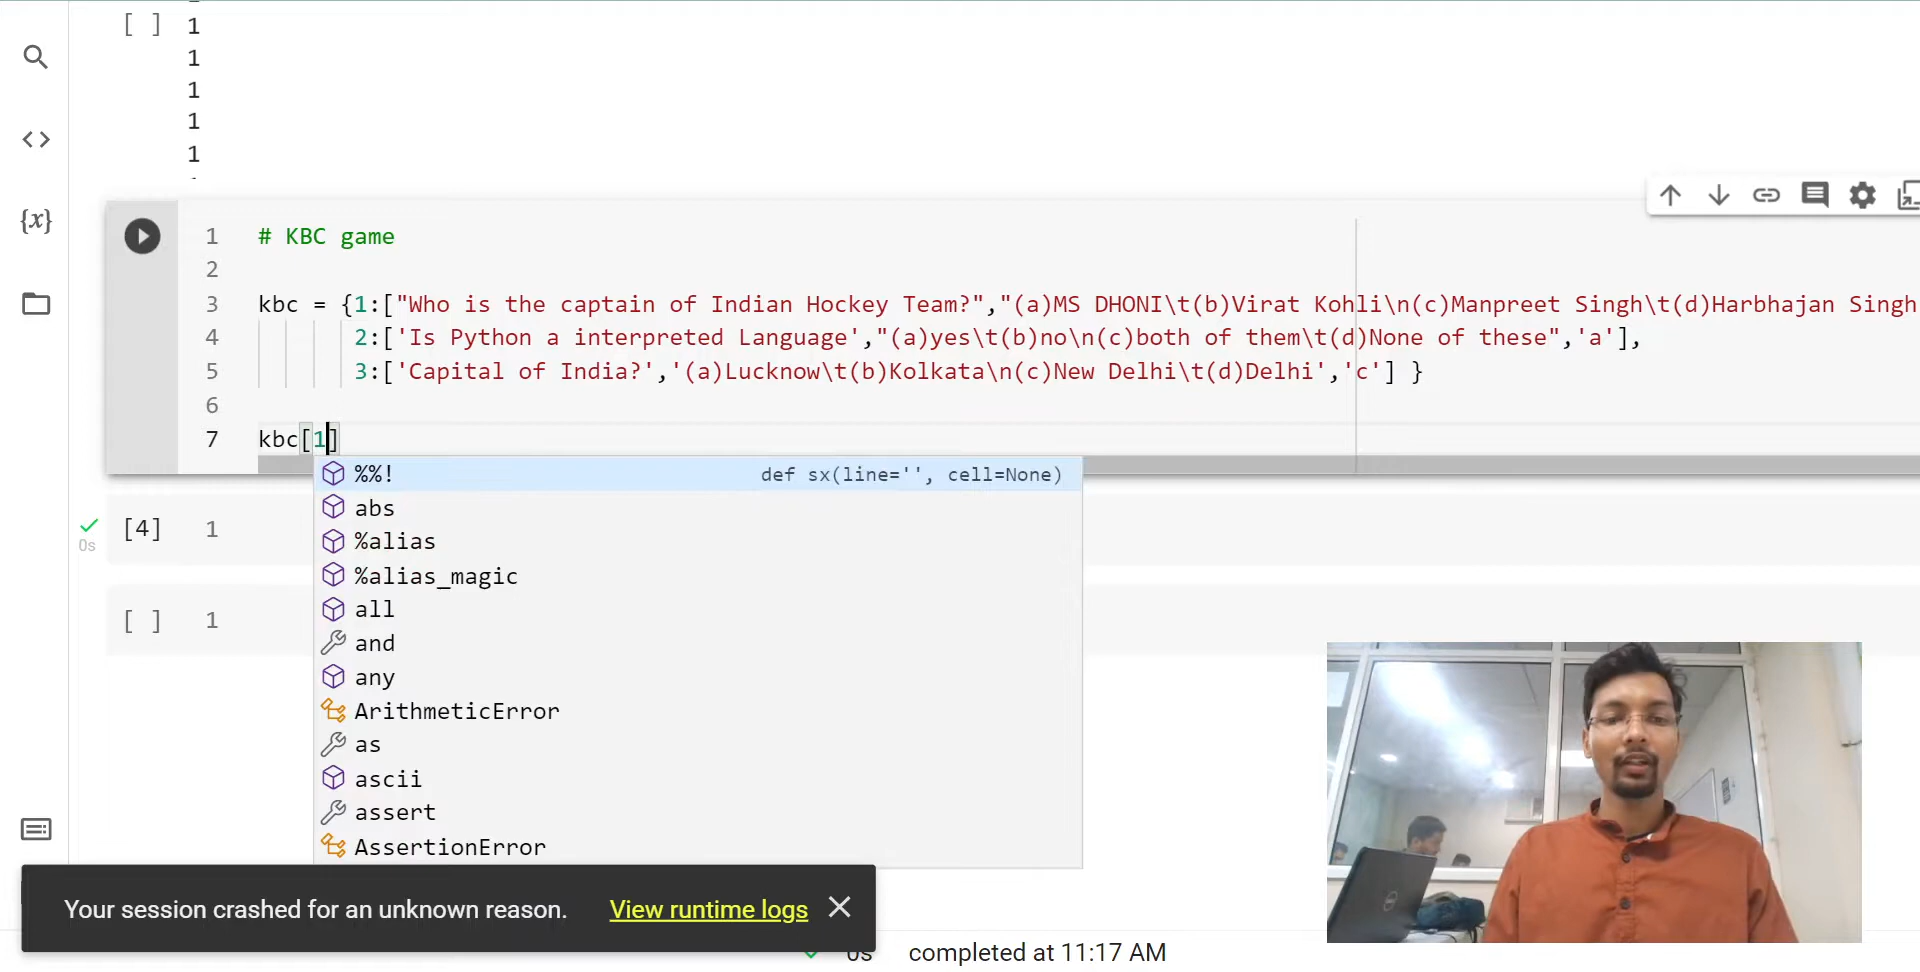 [ ] 1
1
1
1
1
{x}
1 # KBC game
2
3 kbc = {1:["Who is the captain of Indian Hockey Team?","(a)MS DHONI\t(b)Virat Kohli\n(c)Manpreet Singh\t(d)Harbhajan Singh
4 2:['Is Python a interpreted Language',"(a)yes\t(b)no\n(c)both of them\t(d)None of these",'a'],
5 3:['Capital of India?','(a)Lucknow\t(b)Kolkata\n(c)New Delhi\t(d)Delhi','c'] }
6
7 kbc[1]
%%! def sx(line='', cell=None)
abs
[4] 1
0s
%alias
%alias_magic
all
[ ] 1
and
any
ArithmeticError
as
ascii
assert
AssertionError
Your session crashed for an unknown reason. View runtime logs
0s completed at 11:17 AM